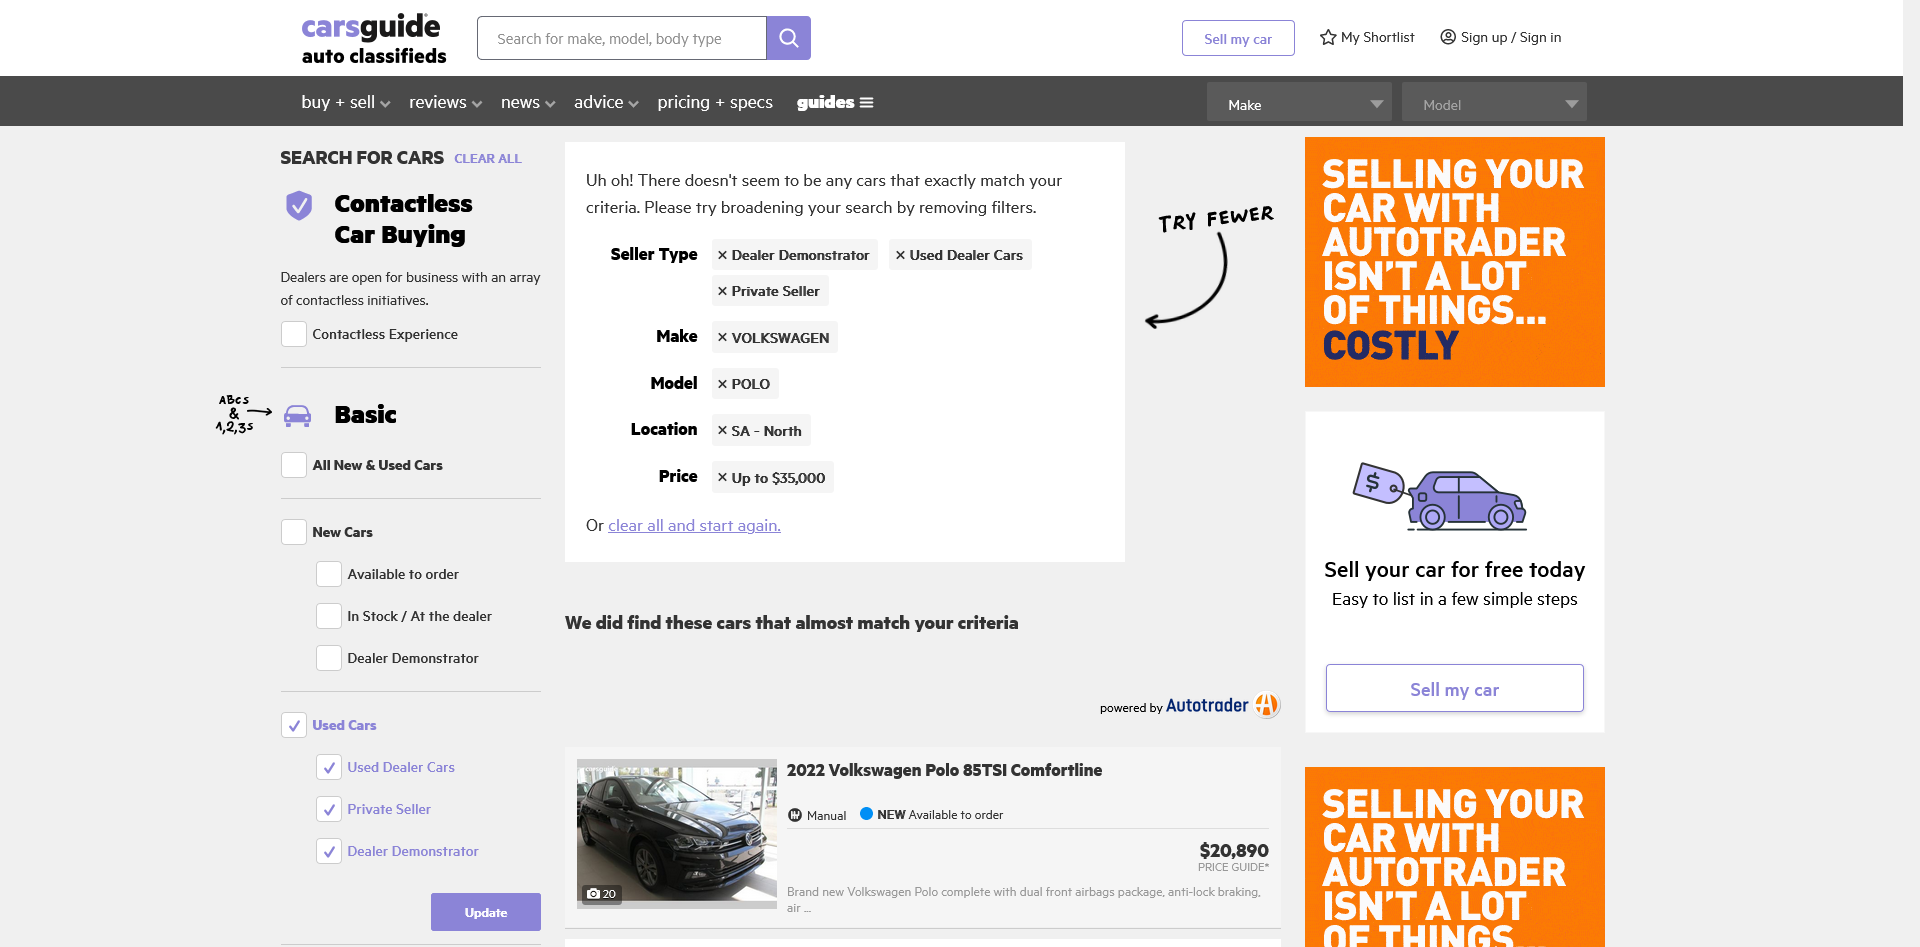 carsguide
auto classifieds
Search for make, model, body type
Sell my car
My Shortlist
Sign up / Sign in
buy + sell
reviews
news
advice
pricing + specs
guides
Make
Model
SEARCH FOR CARS CLEAR ALL
Contactless
Car Buying
Dealers are open for business with an array
of contactless initiatives.
Contactless Experience
ABCs
&
1,2,3s
Basic
All New & Used Cars
New Cars
Available to order
In Stock / At the dealer
Dealer Demonstrator
Used Cars
Used Dealer Cars
Private Seller
Dealer Demonstrator
Update
Uh oh! There doesn't seem to be any cars that exactly match your
criteria. Please try broadening your search by removing filters.
Seller Type × Dealer Demonstrator × Used Dealer Cars
× Private Seller
Make × VOLKSWAGEN
Model × POLO
Location × SA - North
Price × Up to $35,000
Or clear all and start again.
TRY FEWER
We did find these cars that almost match your criteria
powered by Autotrader
2022 Volkswagen Polo 85TSI Comfortline
Manual NEW Available to order
$20,890
PRICE GUIDE*
Brand new Volkswagen Polo complete with dual front airbags package, anti-lock braking,
air ...
20
SELLING YOUR
CAR WITH
AUTOTRADER
ISN'T A LOT
OF THINGS...
COSTLY
$
Sell your car for free today
Easy to list in a few simple steps
Sell my car
SELLING YOUR
CAR WITH
AUTOTRADER
ISN'T A LOT
OF THINGS...